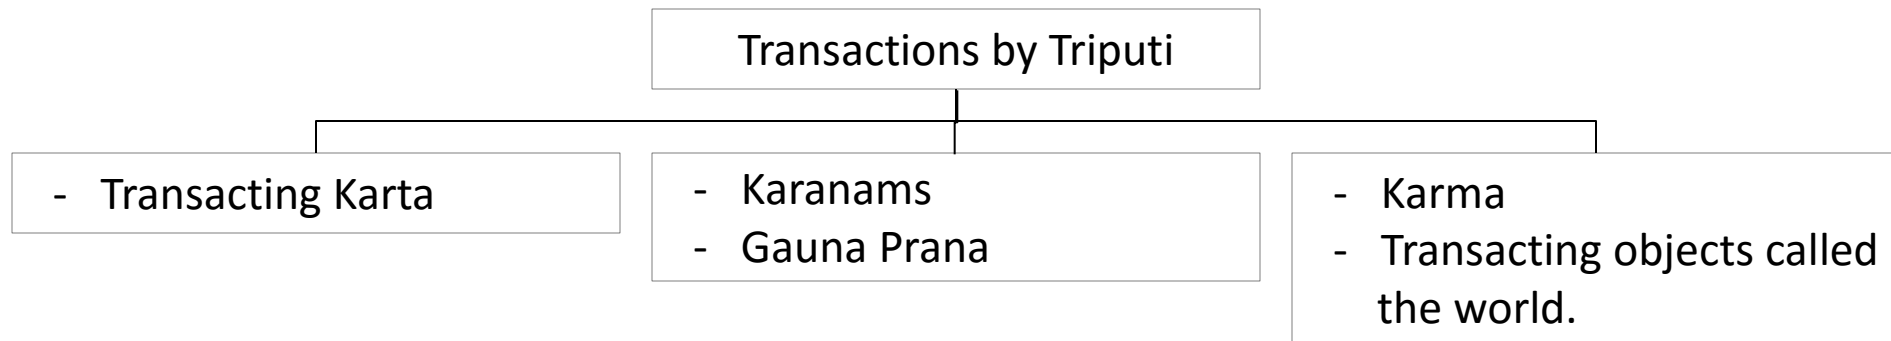 Transactions by Triputi
- Transacting Karta
- Karanams
- Gauna Prana
- Karma
- Transacting objects called
the world.